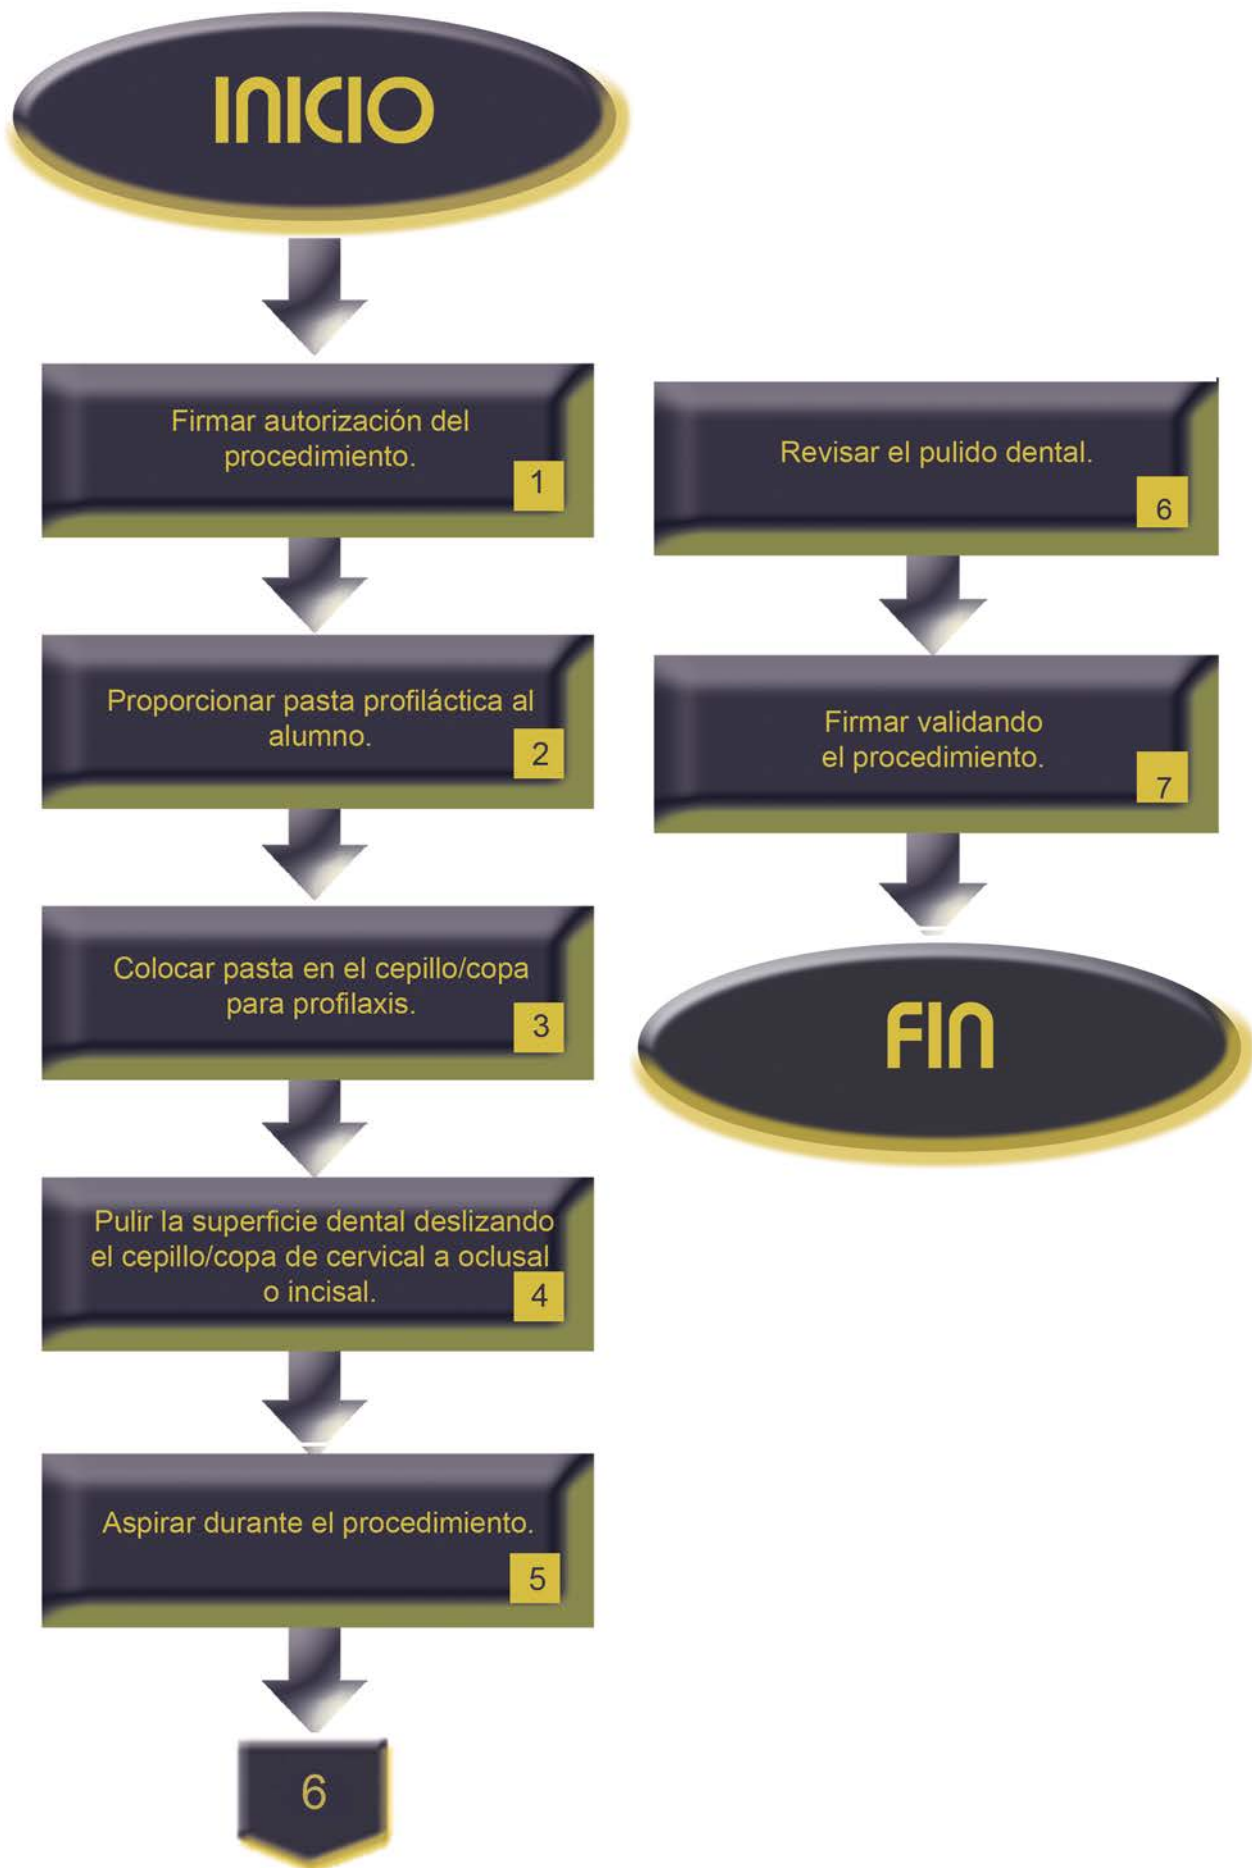 INICIO
Firmar autorización del
procedimiento.
1
Proporcionar pasta profiláctica al
alumno.
2
Colocar pasta en el cepillo/copa
para profilaxis.
3
Pulir la superficie dental deslizando
el cepillo/copa de cervical a oclusal
o incisal.
4
Aspirar durante el procedimiento.
5
6
Revisar el pulido dental.
6
Firmar validando
el procedimiento.
7
FIN